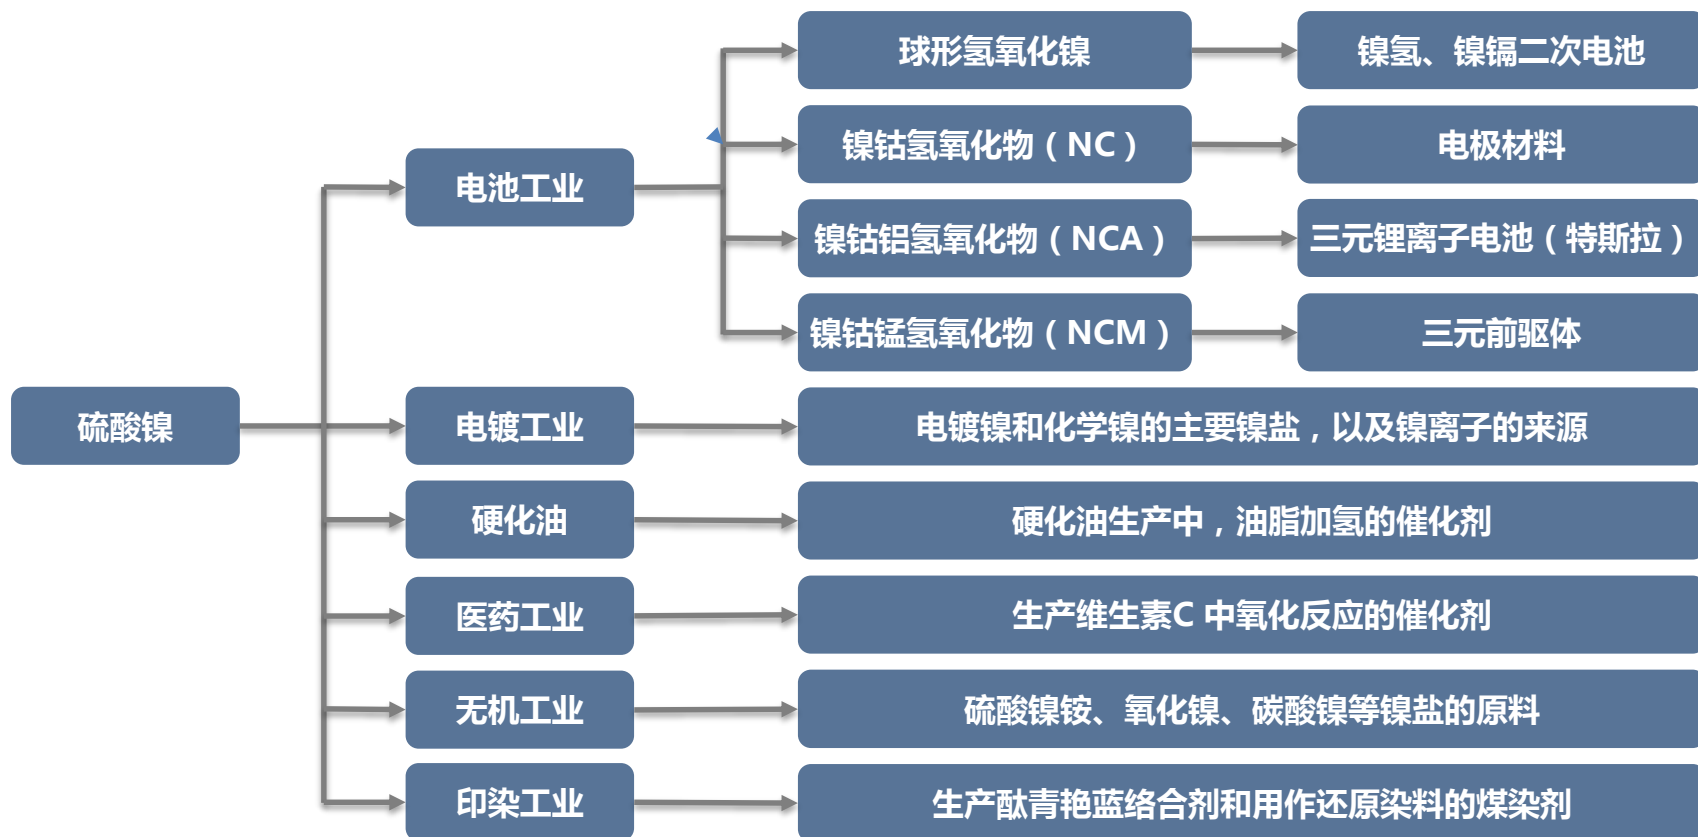 球形氢氧化镍
镍氢、镍镉二次电池
镍钴氢氧化物（NC）
电极材料
电池工业
镍钴铝氢氧化物（NCA）
三元锂离子电池（特斯拉）
镍钴锰氢氧化物（NCM）
三元前驱体
硫酸镍
电镀工业
电镀镍和化学镍的主要镍盐，以及镍离子的来源
硬化油
硬化油生产中，油脂加氢的催化剂
医药工业
生产维生素C 中氧化反应的催化剂
无机工业
硫酸镍铵、氧化镍、碳酸镍等镍盐的原料
印染工业
生产酞青艳蓝络合剂和用作还原染料的煤染剂